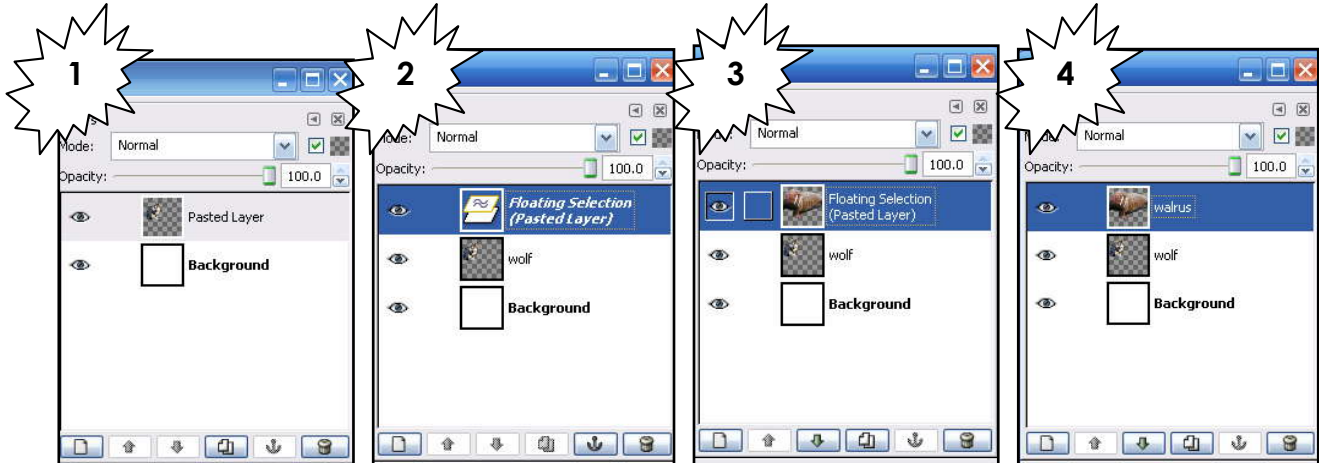 1
Mode: Normal
Opacity: 100.0
Pasted Layer
Background
2
Mode: Normal
Opacity: 100.0
Floating Selection
(Pasted Layer)
wolf
Background
3
Normal
Opacity: 100.0
Floating Selection
(Pasted Layer)
wolf
Background
4
Normal
Opacity: 100.0
walrus
wolf
Background